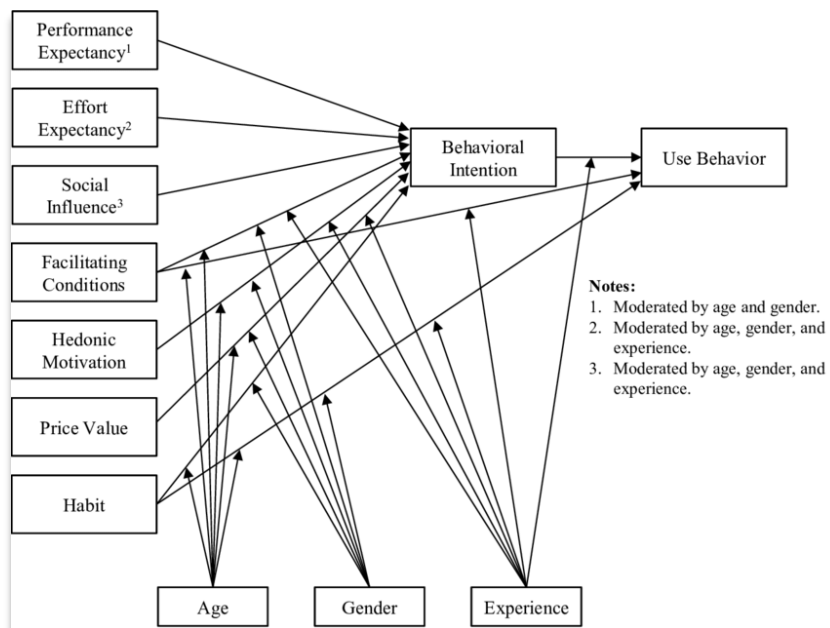 Performance
Expectancy¹
Effort
Expectancy²
Social
Influence³
Facilitating
Conditions
Hedonic
Motivation
Price Value
Habit
Behavioral
Intention
Use Behavior
Notes:
1. Moderated by age and gender.
2. Moderated by age, gender, and
experience.
3. Moderated by age, gender, and
experience.
Age
Gender
Experience